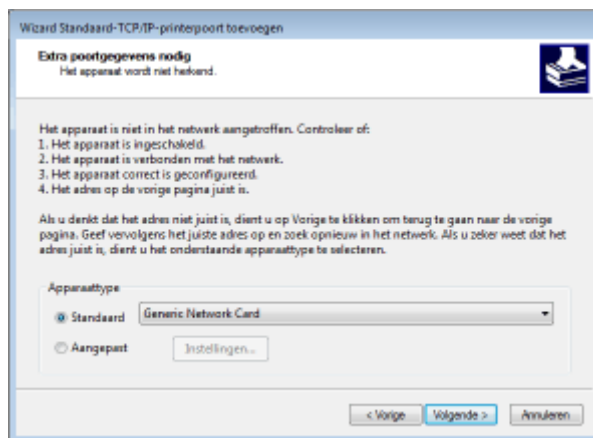 Wizard Standaard-TCP/IP-printerpoort toevoegen
Extra poortgegevens nodig
Het apparaat wordt niet herkend.
Het apparaat is niet in het netwerk aangetroffen. Controleer of:
1. Het apparaat is ingeschakeld.
2. Het apparaat is verbonden met het netwerk.
3. Het apparaat correct is geconfigureerd.
4. Het adres op de vorige pagina juist is.
Als u denkt dat het adres niet juist is, dient u op Vorige te klikken om terug te gaan naar de vorige
pagina. Geef vervolgens het juiste adres op en zoek opnieuw in het netwerk. Als u zeker weet dat het
adres juist is, dient u het onderstaande apparaattype te selecteren.
Apparaattype
Standaard Generic Network Card
Aangepast Instellingen...
< Vorige Volgende > Annuleren